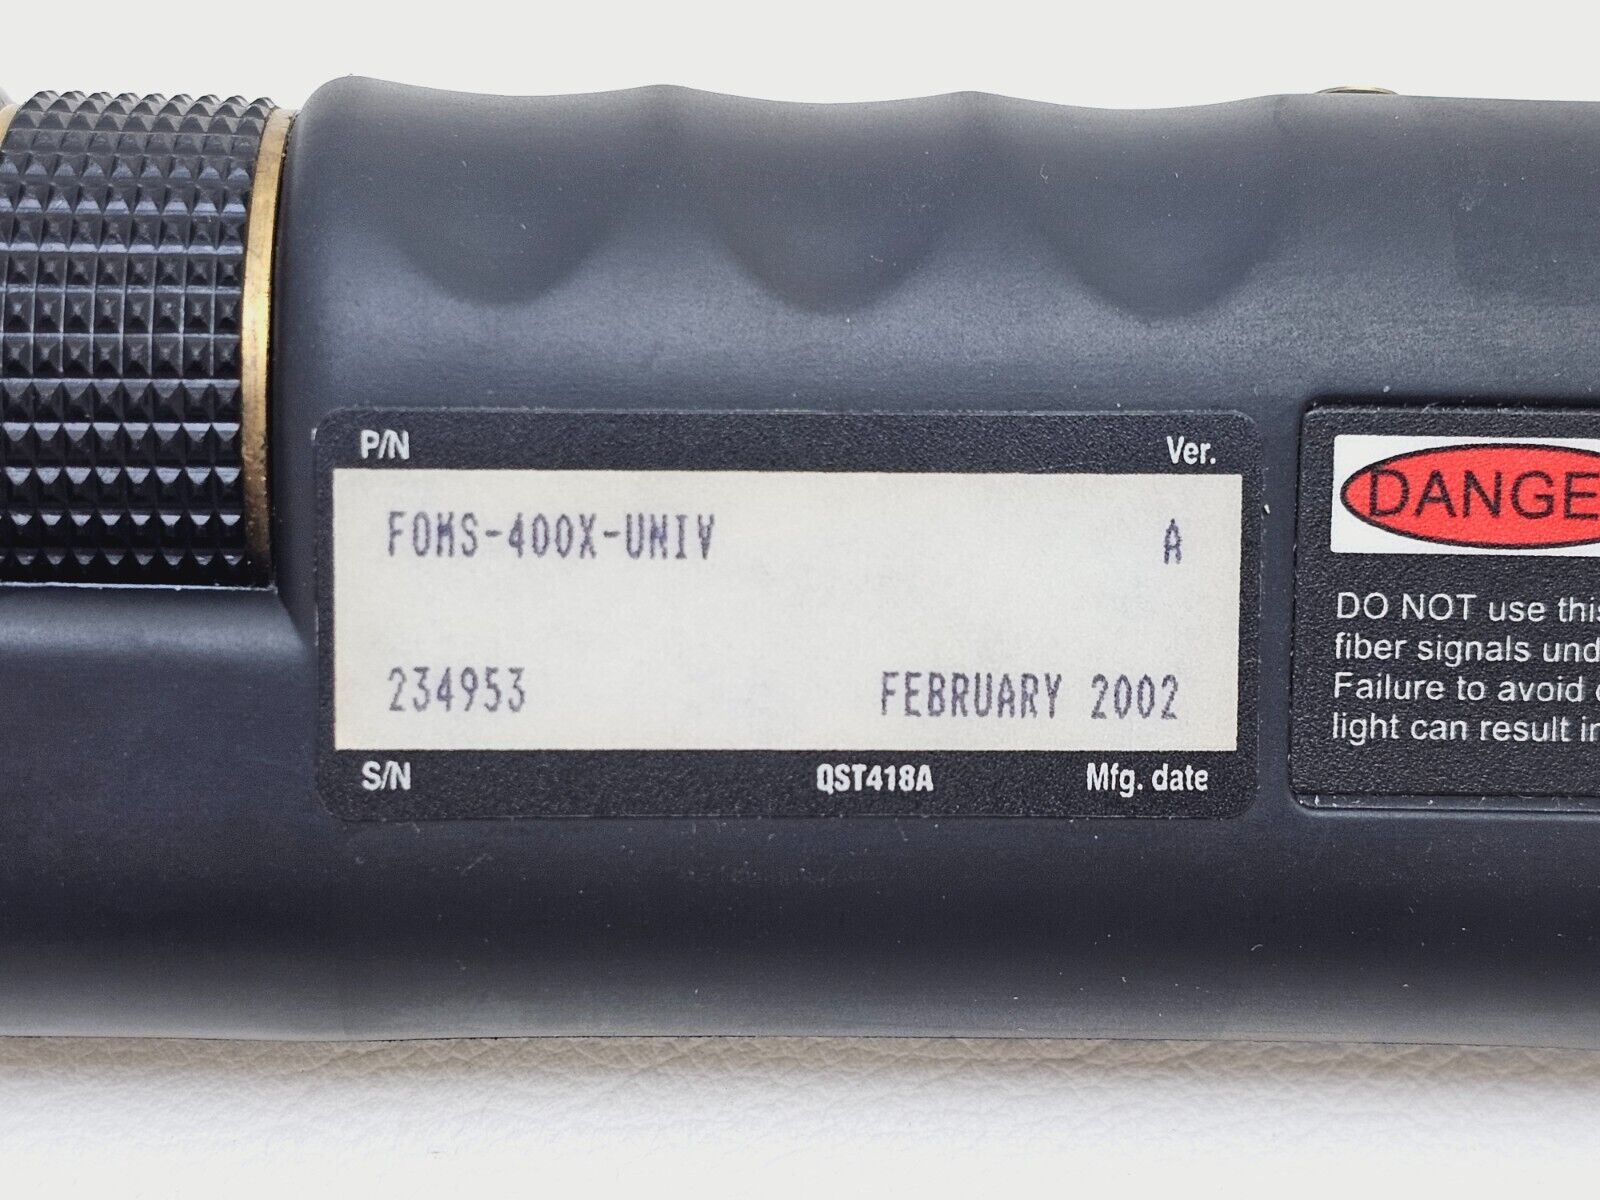 P/N Ver.
FOMS-400X-UNIV A
234953 FEBRUARY 2002
S/N QST418A Mfg. date
DANGE
DO NOT use this
fiber signals und
Failure to avoid
light can result in